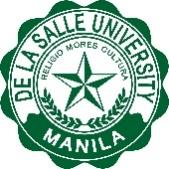 DE LA SALLE UNIVERSITY
RELIGIO MORES CULTURA
MANILA